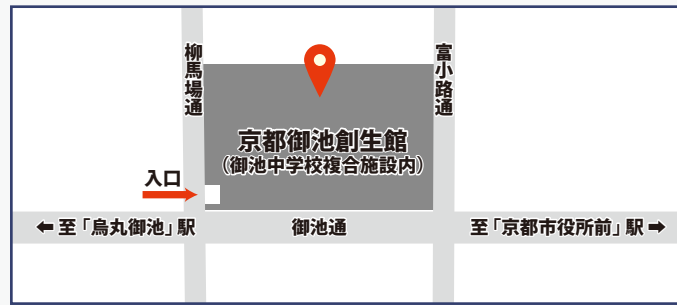 柳馬場通
富小路通
京都御池創生館
（御池中学校複合施設内）
入口
←至「烏丸御池」駅
御池通
至「京都市役所前」駅→